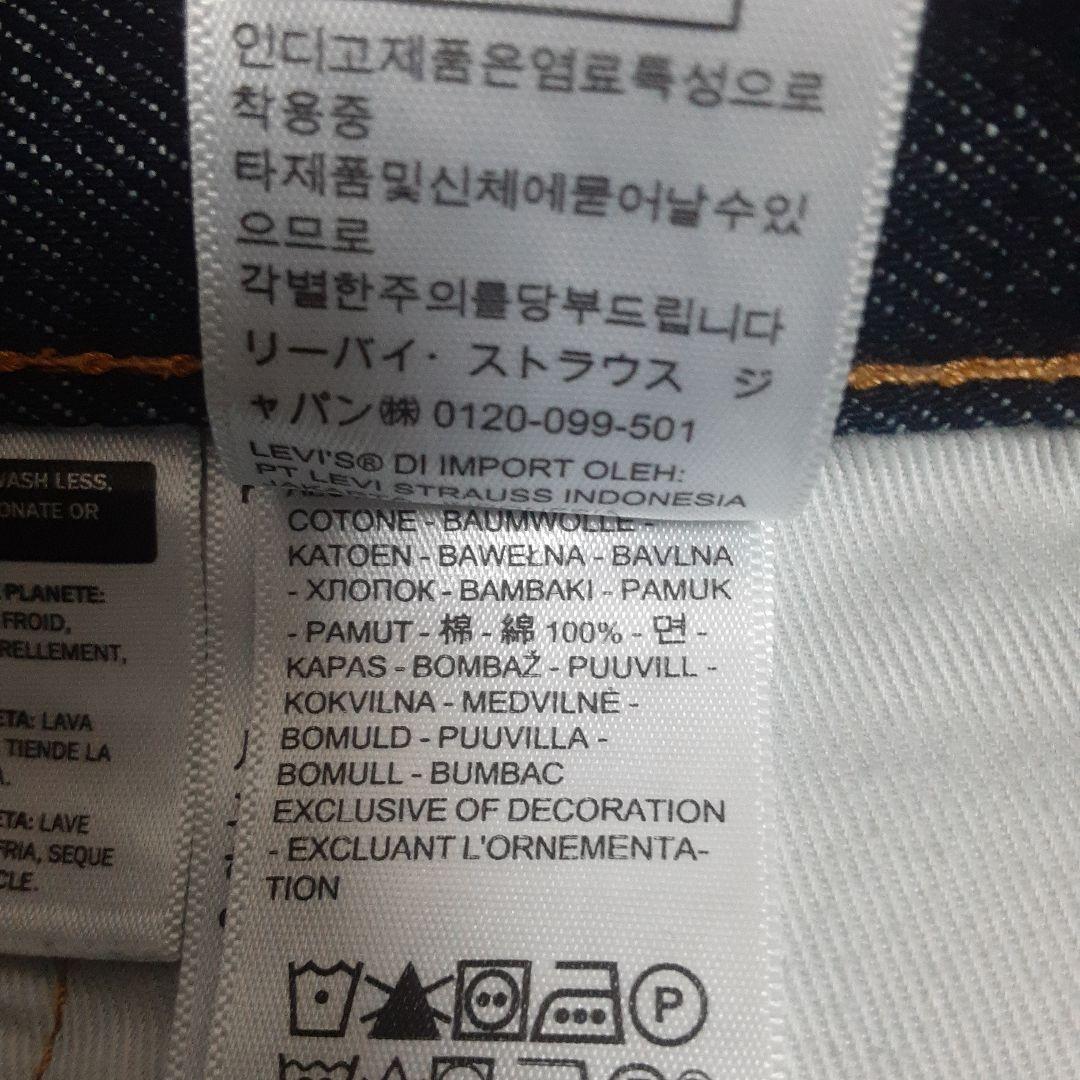 인디고제품은염료특성으로
착용중
타제품및신체에묻어날수있
으므로
각별한주의를당부드립니다
リーバイ・ストラウス ジ
ャパン㈱ 0120-099-501
LEVI'S® DI IMPORT OLEH:
PT LEVI STRAUSS INDONESIA
COTONE - BAUMWOLLE -
KATOEN - BAWEŁNA - BAVLNA
- ХЛОПОК - BAMBAKI - PAMUK
- PAMUT - 棉 - 綿 100% - 면 -
KAPAS - BOMBAŽ - PUUVILL -
KOKVILNA - MEDVILNĖ -
BOMULD - PUUVILLA -
BOMULL - BUMBAC
EXCLUSIVE OF DECORATION
- EXCLUANT L'ORNEMENTA-
TION
P
WASH LESS,
OR
PLANETE:
FROID,
LAVA
TIENDE LA
LAVE
FRIA, SEQUE